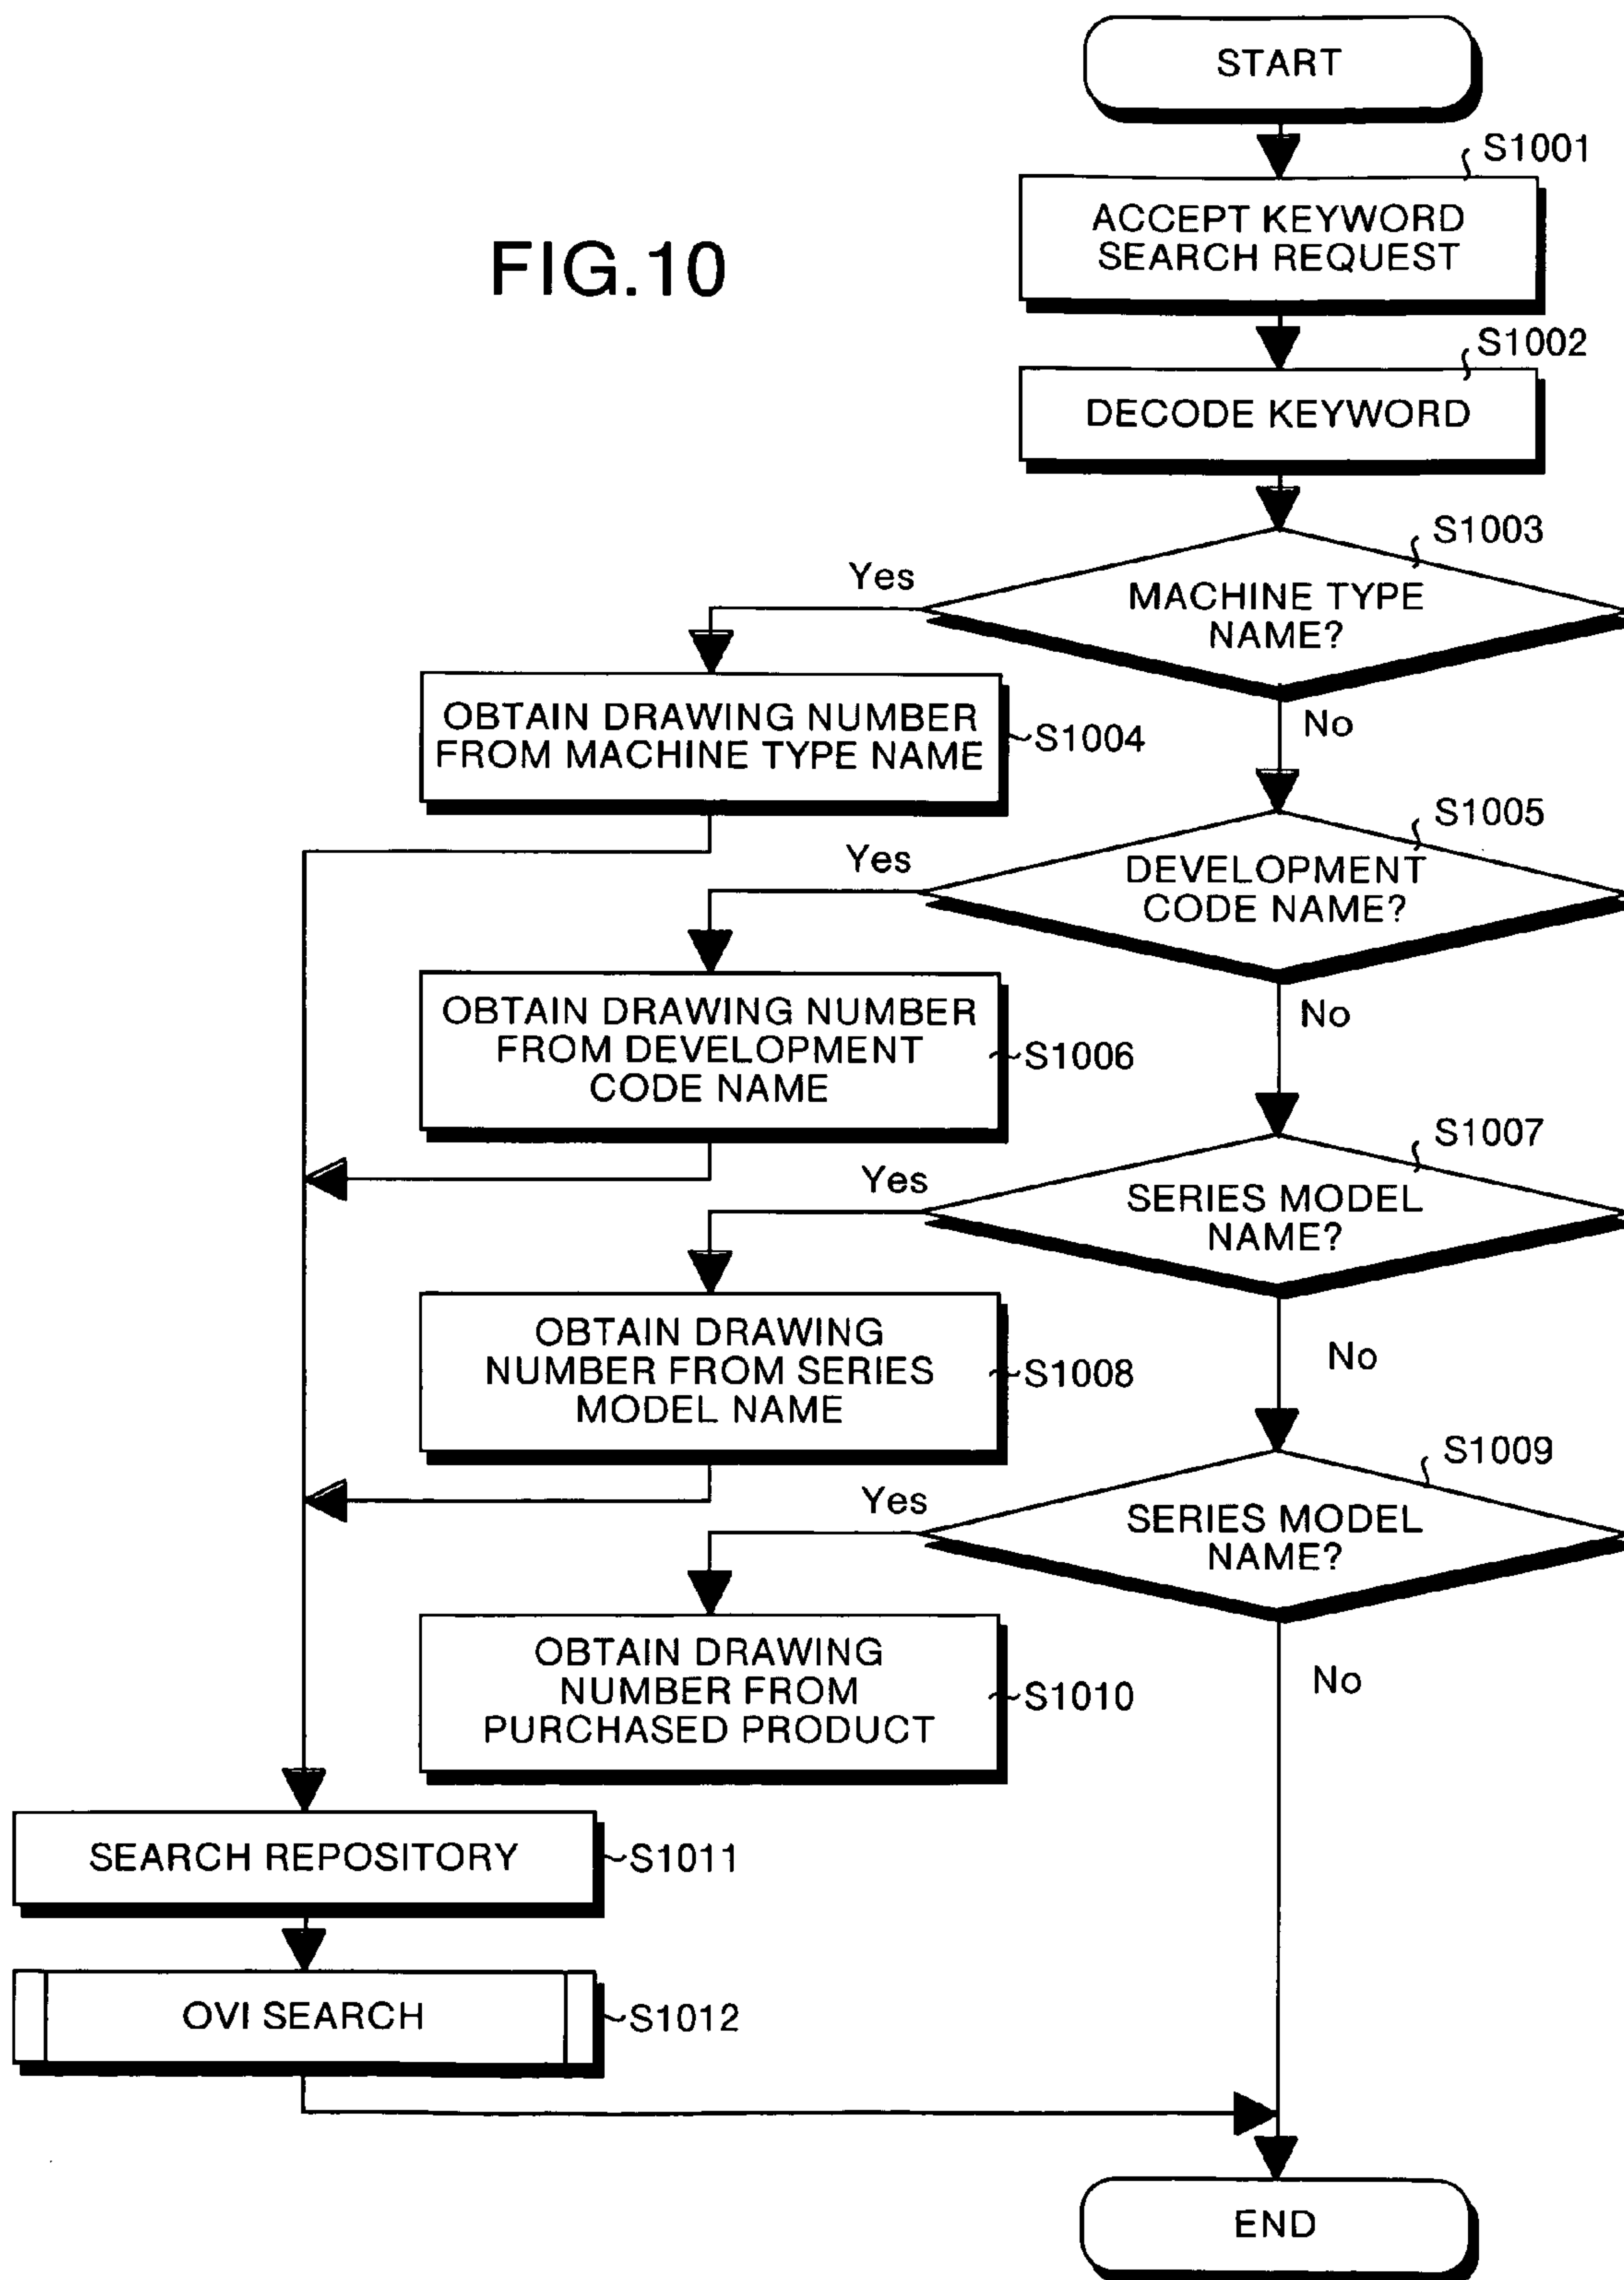 FIG.10
START
S1001
ACCEPT KEYWORD
SEARCH REQUEST
S1002
DECODE KEYWORD
S1003
Yes
MACHINE TYPE
NAME?
No
OBTAIN DRAWING NUMBER
FROM MACHINE TYPE NAME
S1004
S1005
Yes
DEVELOPMENT
CODE NAME?
No
OBTAIN DRAWING NUMBER
FROM DEVELOPMENT
CODE NAME
S1006
S1007
Yes
SERIES MODEL
NAME?
No
OBTAIN DRAWING
NUMBER FROM SERIES
MODEL NAME
S1008
S1009
Yes
SERIES MODEL
NAME?
No
OBTAIN DRAWING
NUMBER FROM
PURCHASED PRODUCT
S1010
SEARCH REPOSITORY
S1011
OVI SEARCH
S1012
END